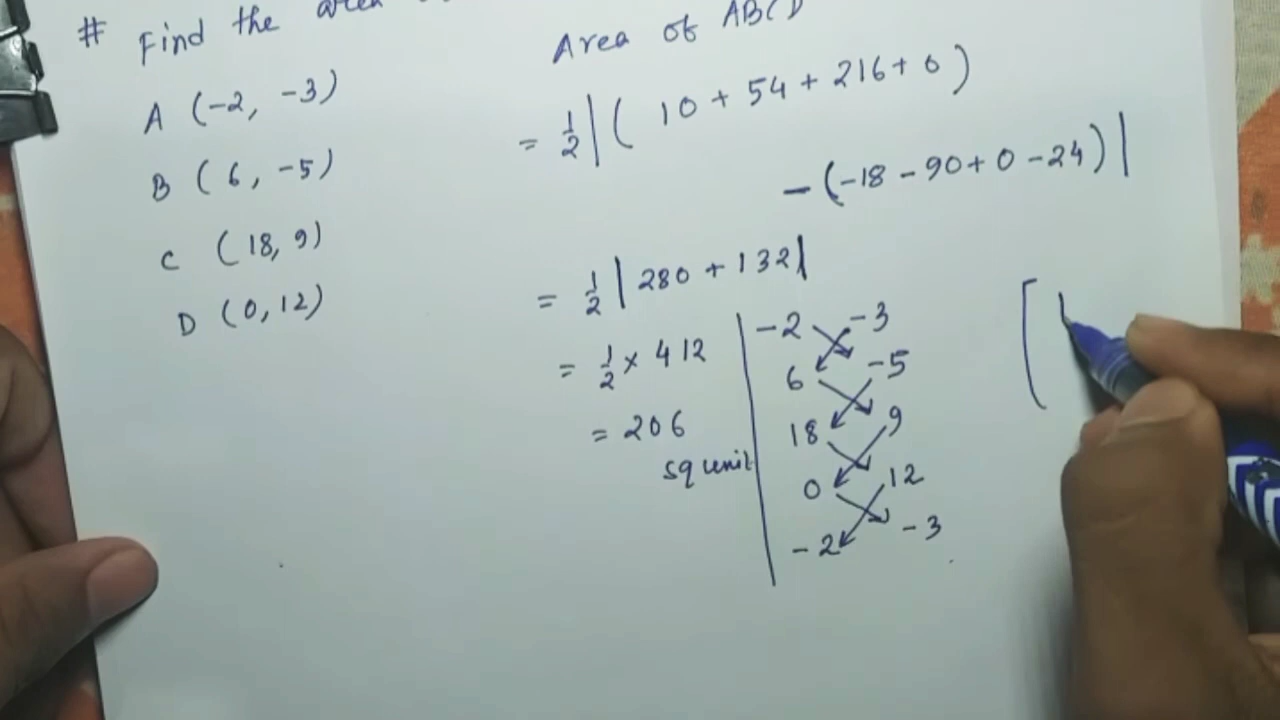 # Find the area
A (-2, -3)
B (6, -5)
C (18, 9)
D (0, 12)
Area of ABCD
= 1/2 |( 10 + 54 + 216 + 0 )
- (-18 - 90 + 0 - 24)|
= 1/2 | 280 + 132|
= 1/2 × 412
= 206
sq unit
-2 -3
6 -5
18 9
0 12
-2 -3
[